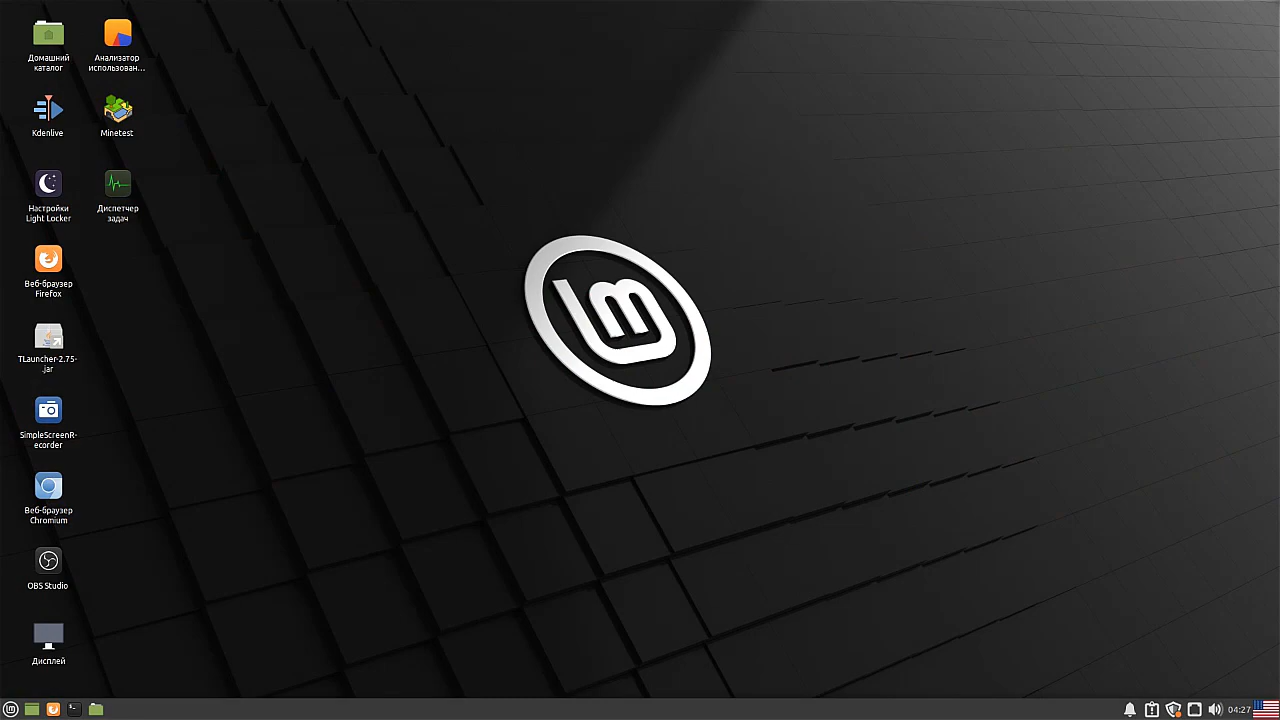 Домашний
каталог
Анализатор
использован...
Kdenlive
Minetest
Настройки
Light Locker
Диспетчер
задач
Веб-браузер
Firefox
TLauncher-2.75-
.jar
SimpleScreenR-
ecorder
Веб-браузер
Chromium
OBS Studio
Дисплей
04:27